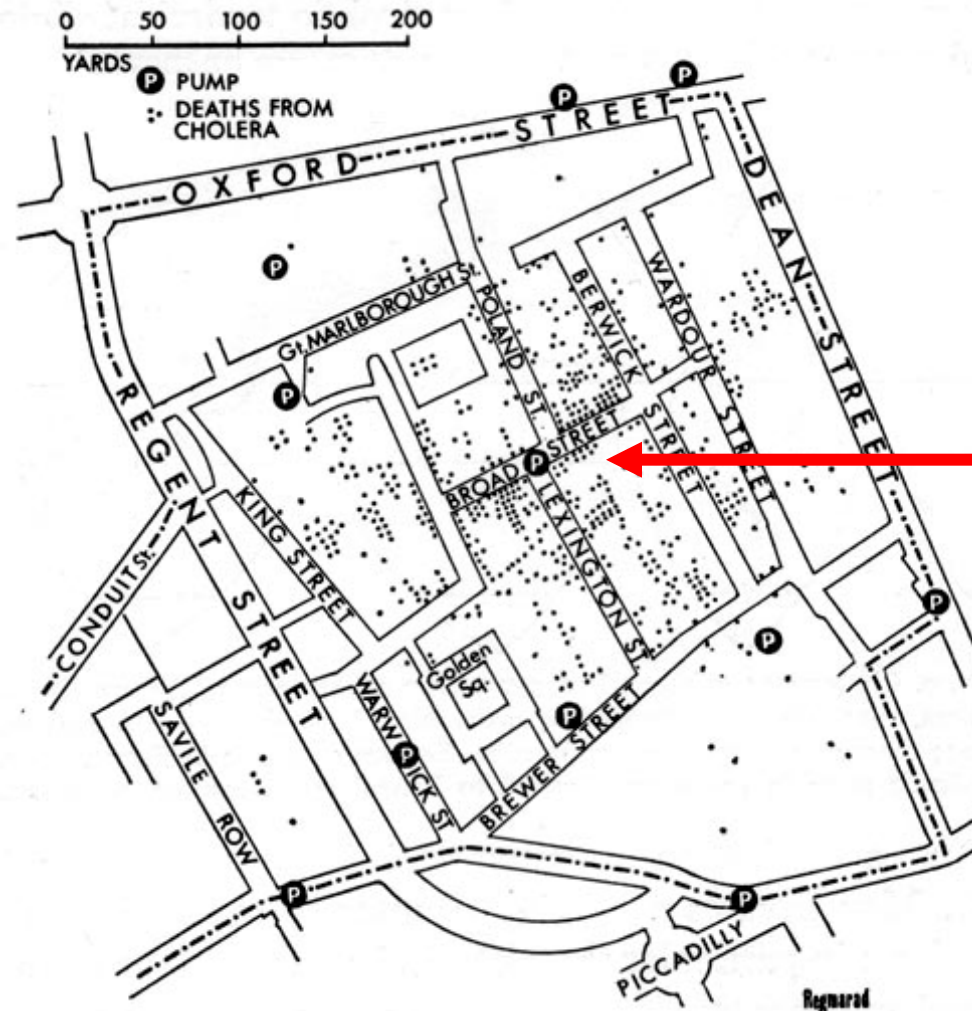 0 50 100 150 200
YARDS
P PUMP
DEATHS FROM
CHOLERA
P
P
OXFORD STREET
DEAN STREET
P
Gt. MARLBOROUGH St.
POLAND ST.
BERWICK STREET
WARDOUR STREET
P
REGENT STREET
BROAD STREET
P
KING STREET
LEXINGTON St.
CONDUIT St.
P
P
Golden
Sq.
SAVILE ROW
WARWICK ST
P
P
BREWER STREET
P
P
PICCADILLY
Regmarad